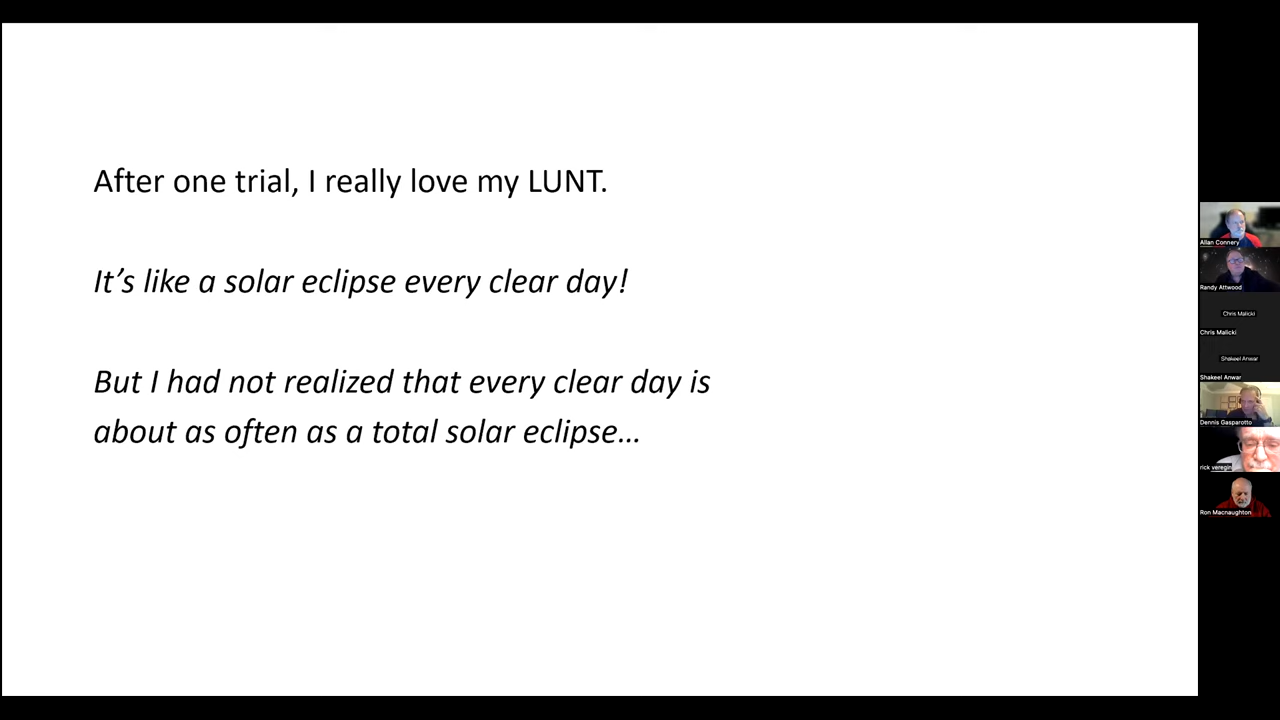 After one trial, I really love my LUNT.
It's like a solar eclipse every clear day!
But I had not realized that every clear day is
about as often as a total solar eclipse…
Allan Connery
Randy Attwood
Chris Malicki
Chris Malicki
Shakeel Anwar
Shakeel Anwar
Dennis Gasparotto
rick veregin
Ron Macnaughton